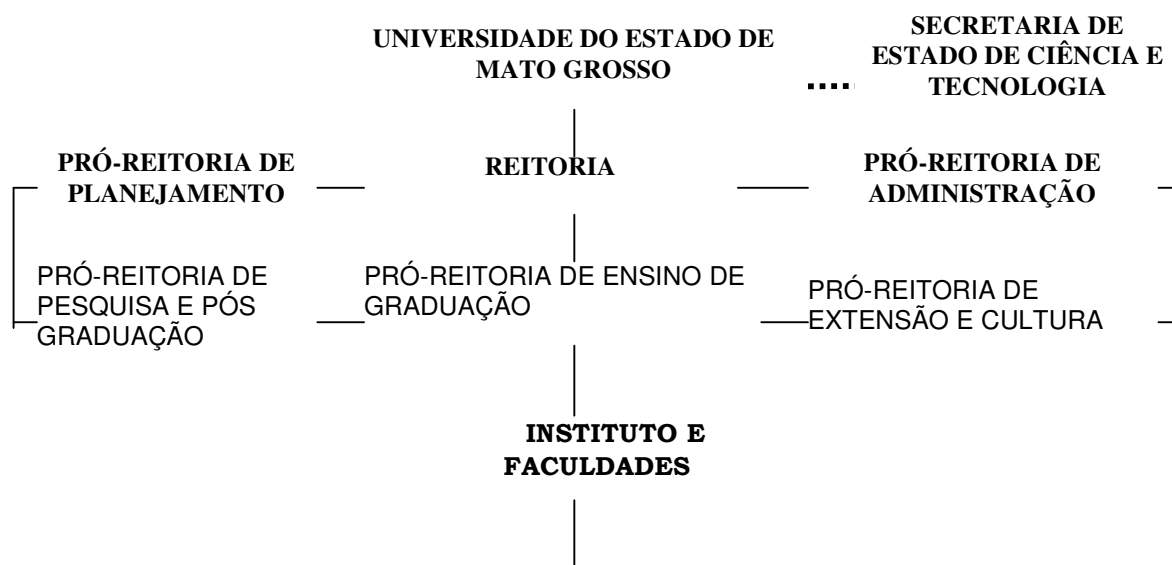 UNIVERSIDADE DO ESTADO DE
MATO GROSSO
SECRETARIA DE
ESTADO DE CIÊNCIA E
TECNOLOGIA
PRÓ-REITORIA DE
PLANEJAMENTO
REITORIA
PRÓ-REITORIA DE
ADMINISTRAÇÃO
PRÓ-REITORIA DE
PESQUISA E PÓS
GRADUAÇÃO
PRÓ-REITORIA DE ENSINO DE
GRADUAÇÃO
PRÓ-REITORIA DE
EXTENSÃO E CULTURA
INSTITUTO E
FACULDADES